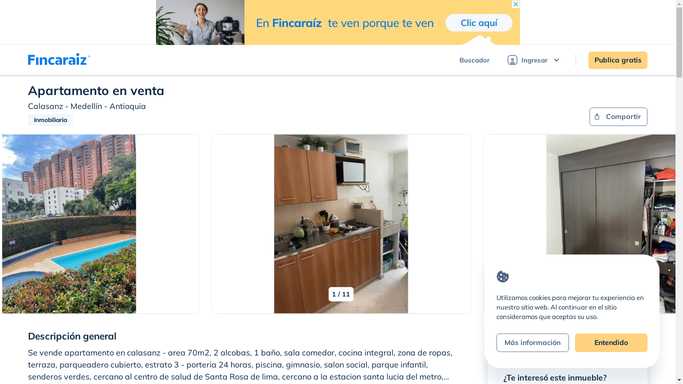 En Fincaraíz te ven porque te ven
Clic aquí
Fincaraiz
Buscador
Ingresar
Publica gratis
Apartamento en venta
Calasanz - Medellín - Antioquia
Inmobiliaria
Compartir
1 / 11
Utilizamos cookies para mejorar tu experiencia en
nuestro sitio web. Al continuar en el sitio
consideramos que aceptas su uso.
Más información
Entendido
Descripción general
Se vende apartamento en calasanz - area 70m2, 2 alcobas, 1 baño, sala comedor, cocina integral, zona de ropas,
terraza, parqueadero cubierto, estrato 3 - porteria 24 horas, piscina, gimnasio, salon social, parque infantil,
senderos verdes, cercano al centro de salud de Santa Rosa de lima, cercano a la estacion santa lucia del metro,...
¿Te interesó este inmueble?